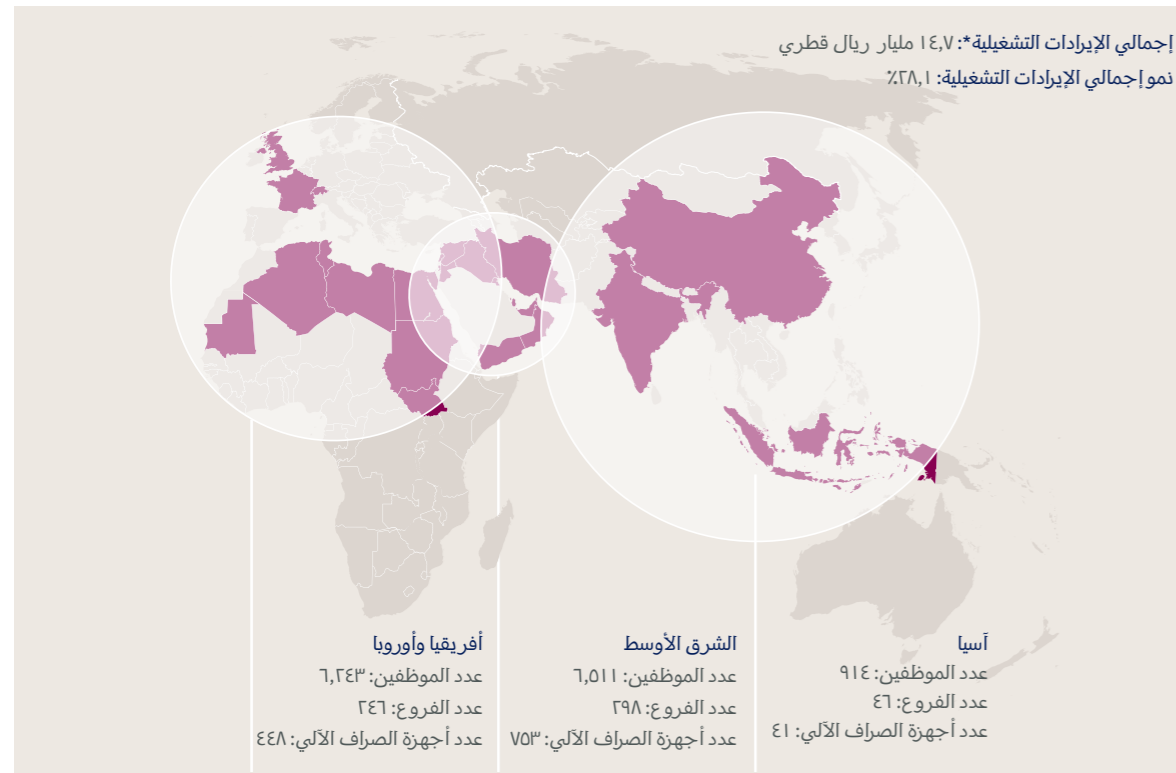 إجمالي الإيرادات التشغيلية*: ١٤,٧ مليار ريال قطري
نمو إجمالي الإيرادات التشغيلية: ٢٨,١٪
آسيا
عدد الموظفين: ٩١٤
عدد الفروع: ٤٦
عدد أجهزة الصراف الآلي: ٤١
الشرق الأوسط
عدد الموظفين: ٦,٥١١
عدد الفروع: ٢٩٨
عدد أجهزة الصراف الآلي: ٧٥٣
أفريقيا وأوروبا
عدد الموظفين: ٦,٢٤٣
عدد الفروع: ٢٤٦
عدد أجهزة الصراف الآلي: ٤٤٨